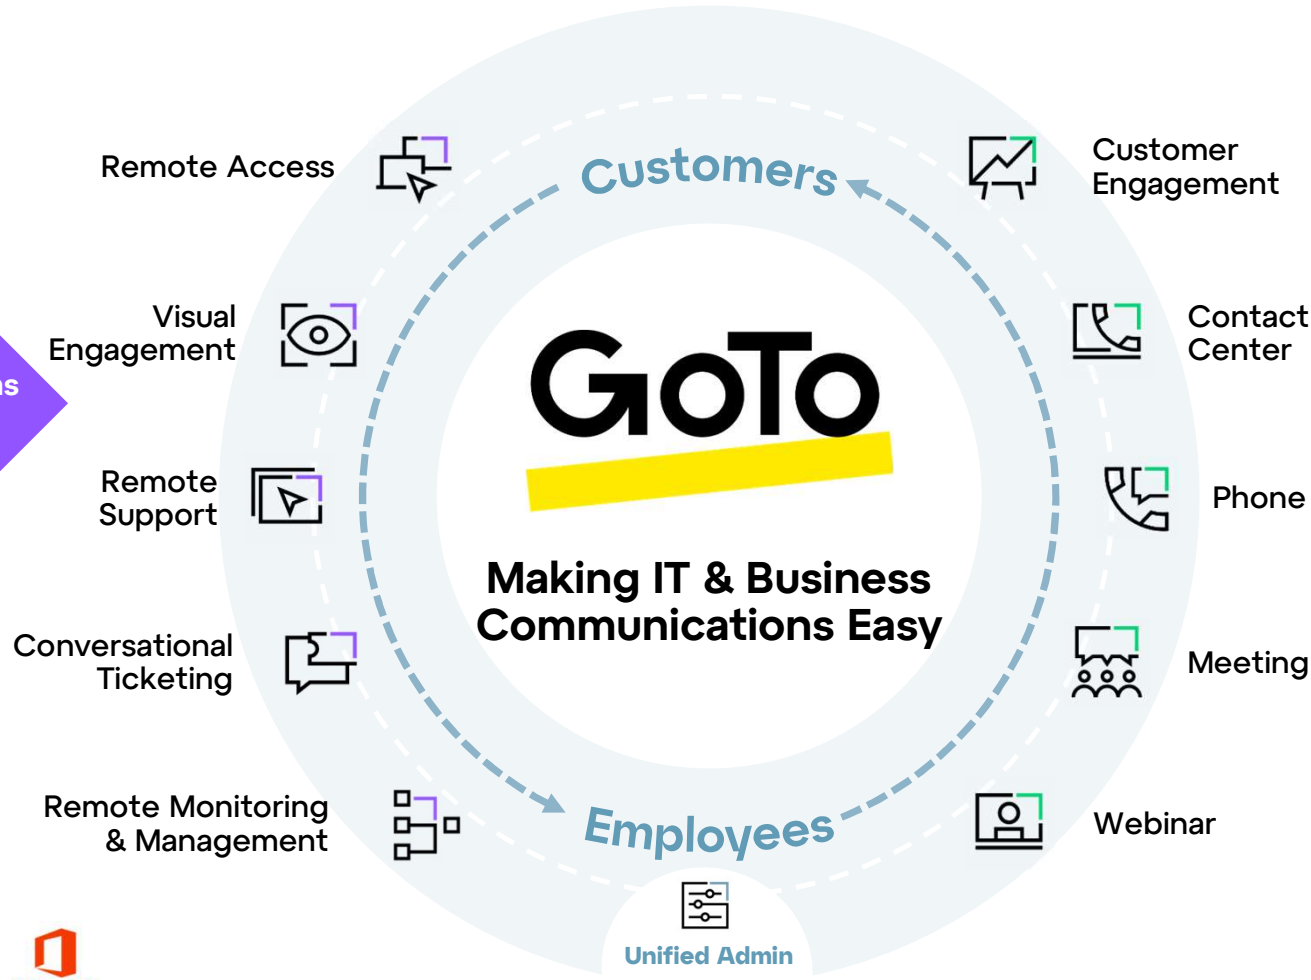 Remote Access
Customers
Customer
Engagement
Visual
Engagement
Contact
Center
GoTo
Remote
Support
Phone
Making IT & Business
Communications Easy
Conversational
Ticketing
Meeting
Remote Monitoring
& Management
Employees
Webinar
Unified Admin